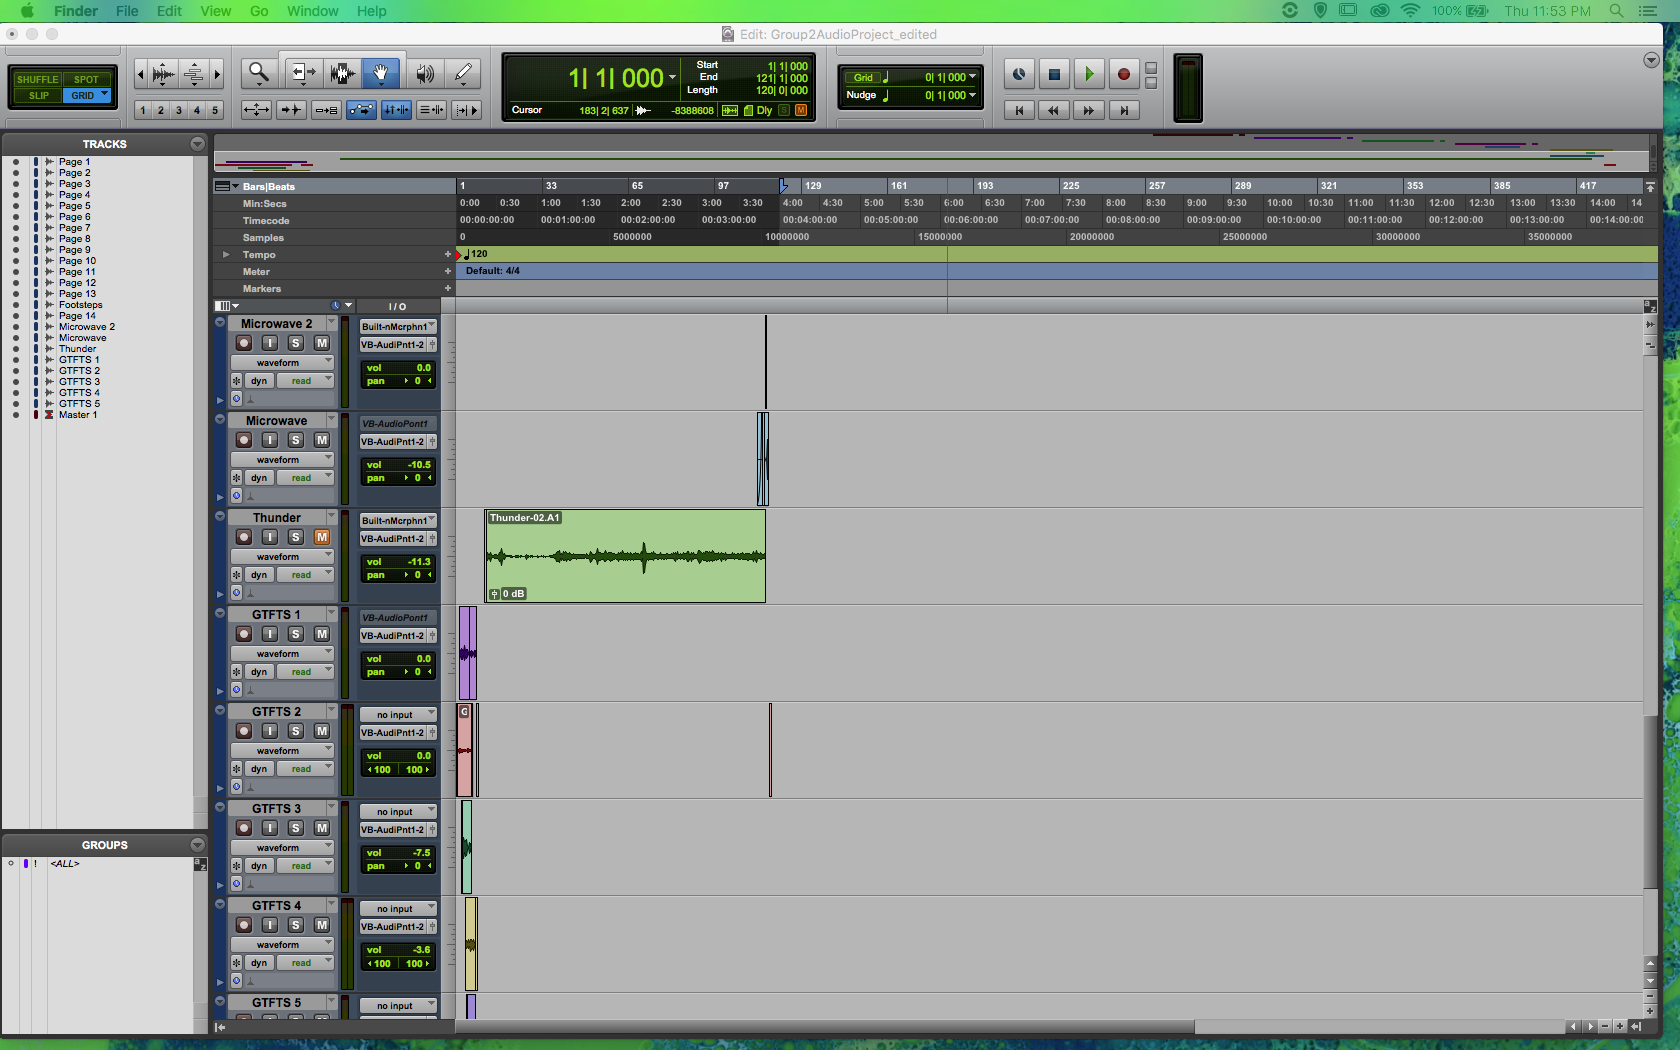 Finder File Edit View Go Window Help 100% Thu 11:53 PM
Edit: Group2AudioProject_edited
SHUFFLE SPOT
SLIP GRID
1 2 3 4 5
1| 1| 000
Start 1| 1| 000
End 121| 1| 000
Length 120| 0| 000
Cursor 183| 2| 637 -8388608 Dly S M
Grid 0| 1| 000
Nudge 0| 1| 000
TRACKS
Page 1
Page 2
Page 3
Page 4
Page 5
Page 6
Page 7
Page 8
Page 9
Page 10
Page 11
Page 12
Page 13
Footsteps
Page 14
Microwave 2
Microwave
Thunder
GTFTS 1
GTFTS 2
GTFTS 3
GTFTS 4
GTFTS 5
Master 1
GROUPS
! <ALL>
a z
Bars|Beats 1 33 65 97 129 161 193 225 257 289 321 353 385 417
Min:Secs 0:00 0:30 1:00 1:30 2:00 2:30 3:00 3:30 4:00 4:30 5:00 5:30 6:00 6:30 7:00 7:30 8:00 8:30 9:00 9:30 10:00 10:30 11:00 11:30 12:00 12:30 13:00 13:30 14:00 14
Timecode 00:00:00:00 00:01:00:00 00:02:00:00 00:03:00:00 00:04:00:00 00:05:00:00 00:06:00:00 00:07:00:00 00:08:00:00 00:09:00:00 00:10:00:00 00:11:00:00 00:12:00:00 00:13:00:00 00:14:00:0
Samples 0 5000000 10000000 15000000 20000000 25000000 30000000 35000000
Tempo 120
Meter Default: 4/4
Markers
I / O
a z
Microwave 2 Built-nMcrphn1
I S M VB-AudiPnt1-2
waveform vol 0.0
dyn read pan 0
Microwave VB-AudioPont1
I S M VB-AudiPnt1-2
waveform vol -10.5
dyn read pan 0
Thunder Built-nMcrphn1 Thunder-02.A1
I S M VB-AudiPnt1-2
waveform vol -11.3
dyn read pan 0
0 dB
GTFTS 1 VB-AudioPont1
I S M VB-AudiPnt1-2
waveform vol 0.0
dyn read pan 0
GTFTS 2 no input G
I S M VB-AudiPnt1-2
waveform vol 0.0
dyn read 100 100
GTFTS 3 no input
I S M VB-AudiPnt1-2
waveform vol -7.5
dyn read pan 0
GTFTS 4 no input
I S M VB-AudiPnt1-2
waveform vol -3.6
dyn read 100 100
GTFTS 5 no input